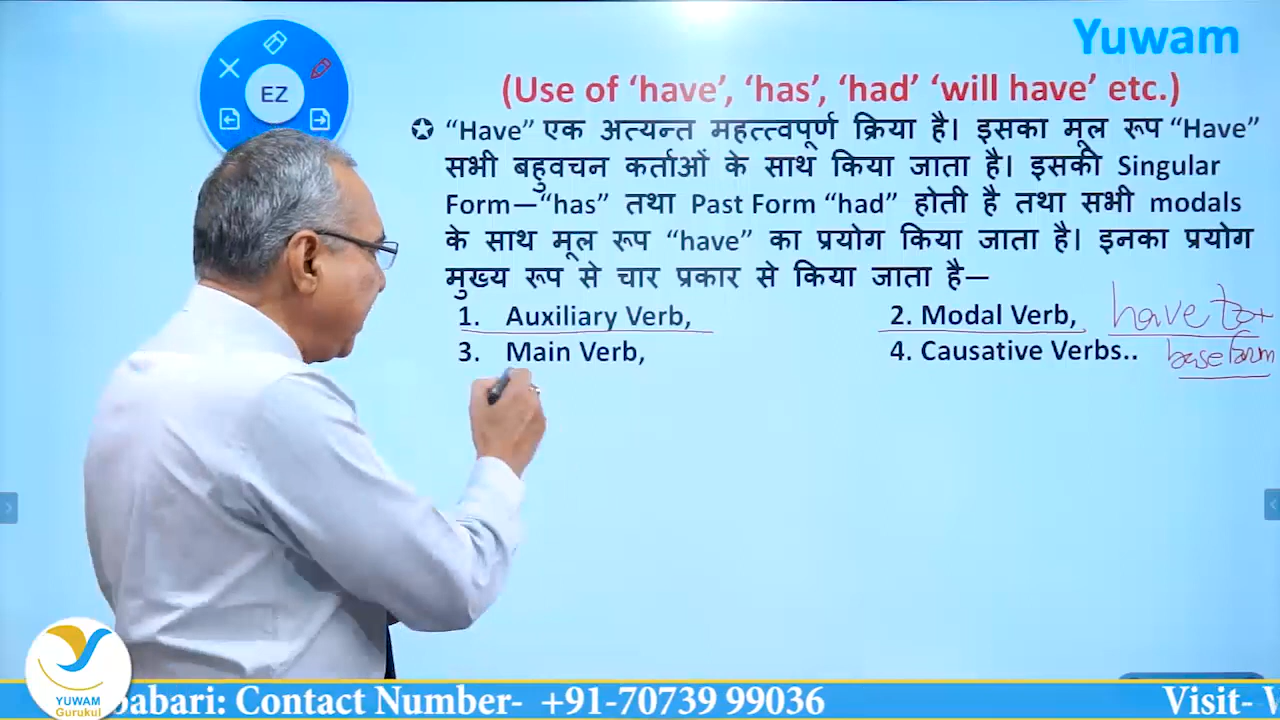 Yuwam
EZ
(Use of ‘have’, ‘has’, ‘had’ ‘will have’ etc.)
✪ “Have” एक अत्यन्त महत्त्वपूर्ण क्रिया है। इसका मूल रूप “Have”
सभी बहुवचन कर्ताओं के साथ किया जाता है। इसकी Singular
Form—“has” तथा Past Form “had” होती है तथा सभी modals
के साथ मूल रूप “have” का प्रयोग किया जाता है। इनका प्रयोग
मुख्य रूप से चार प्रकार से किया जाता है—
1. Auxiliary Verb, 2. Modal Verb, have to+
3. Main Verb, 4. Causative Verbs.. base form
YUWAM
Gurukul
babari: Contact Number- +91-70739 99036 Visit-